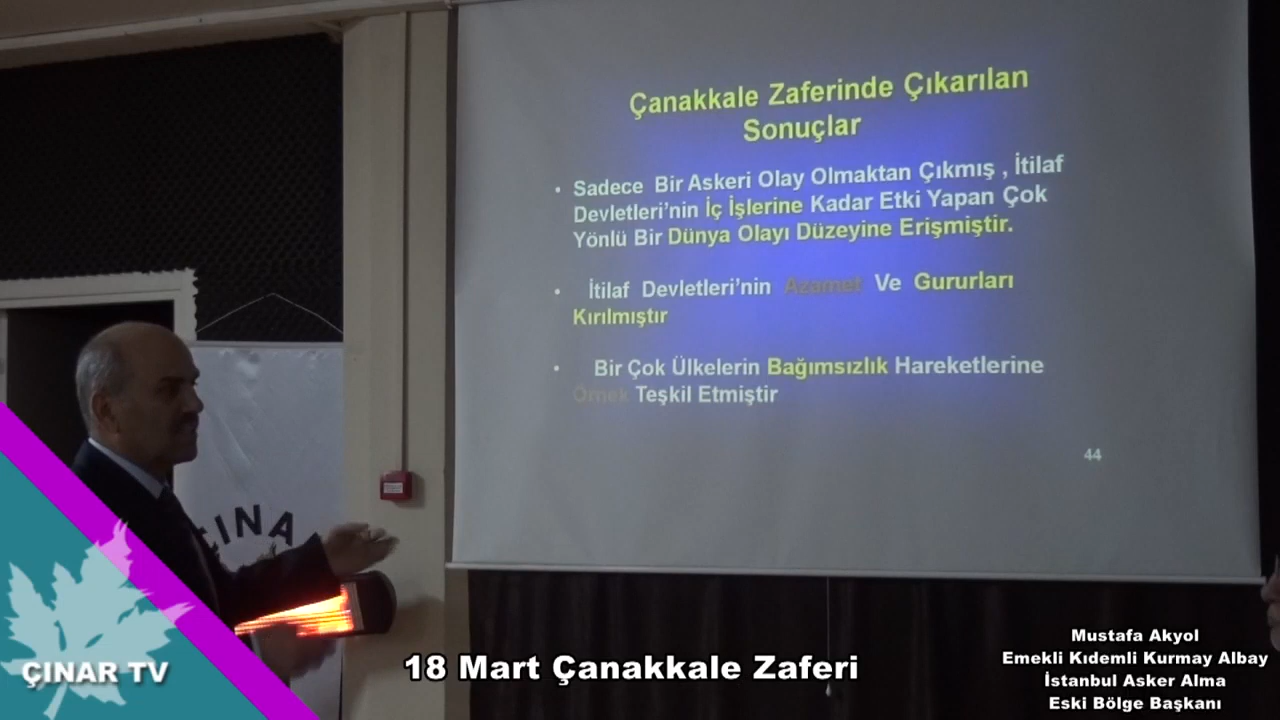 Çanakkale Zaferinde Çıkarılan
Sonuçlar
• Sadece Bir Askeri Olay Olmaktan Çıkmış , İtilaf
Devletleri'nin İç İşlerine Kadar Etki Yapan Çok
Yönlü Bir Dünya Olayı Düzeyine Erişmiştir.
• İtilaf Devletleri'nin Azamet Ve Gururları
Kırılmıştır
• Bir Çok Ülkelerin Bağımsızlık Hareketlerine
Örnek Teşkil Etmiştir
44
ÇINA
ÇINAR TV
18 Mart Çanakkale Zaferi
Mustafa Akyol
Emekli Kıdemli Kurmay Albay
İstanbul Asker Alma
Eski Bölge Başkanı